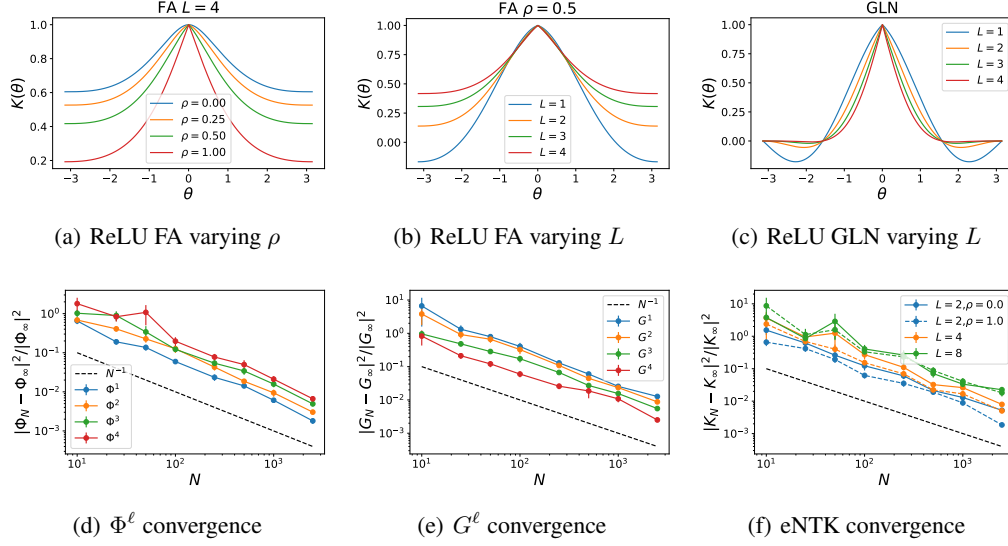 FA L = 4
K(θ)
1.0
0.8
0.6
0.4
0.2
ρ = 0.00
ρ = 0.25
ρ = 0.50
ρ = 1.00
−3 −2 −1 0 1 2 3
θ
(a) ReLU FA varying ρ
FA ρ = 0.5
K(θ)
1.00
0.75
0.50
0.25
0.00
L = 1
L = 2
L = 3
L = 4
−3 −2 −1 0 1 2 3
θ
(b) ReLU FA varying L
GLN
K(θ)
1.00
0.75
0.50
0.25
0.00
L = 1
L = 2
L = 3
L = 4
−3 −2 −1 0 1 2 3
θ
(c) ReLU GLN varying L
|Φ_N − Φ_∞|²/|Φ_∞|²
10⁰
10⁻¹
10⁻²
10⁻³
N⁻¹
Φ¹
Φ²
Φ³
Φ⁴
10¹ 10² 10³
N
(d) Φ^ℓ convergence
|G_N − G_∞|²/|G_∞|²
10¹
10⁰
10⁻¹
10⁻²
10⁻³
N⁻¹
G¹
G²
G³
G⁴
10¹ 10² 10³
N
(e) G^ℓ convergence
|K_N − K_∞|²/|K_∞|²
10¹
10⁰
10⁻¹
10⁻²
10⁻³
N⁻¹
L = 2,ρ=0.0
L = 2,ρ=1.0
L = 4
L = 8
10¹ 10² 10³
N
(f) eNTK convergence